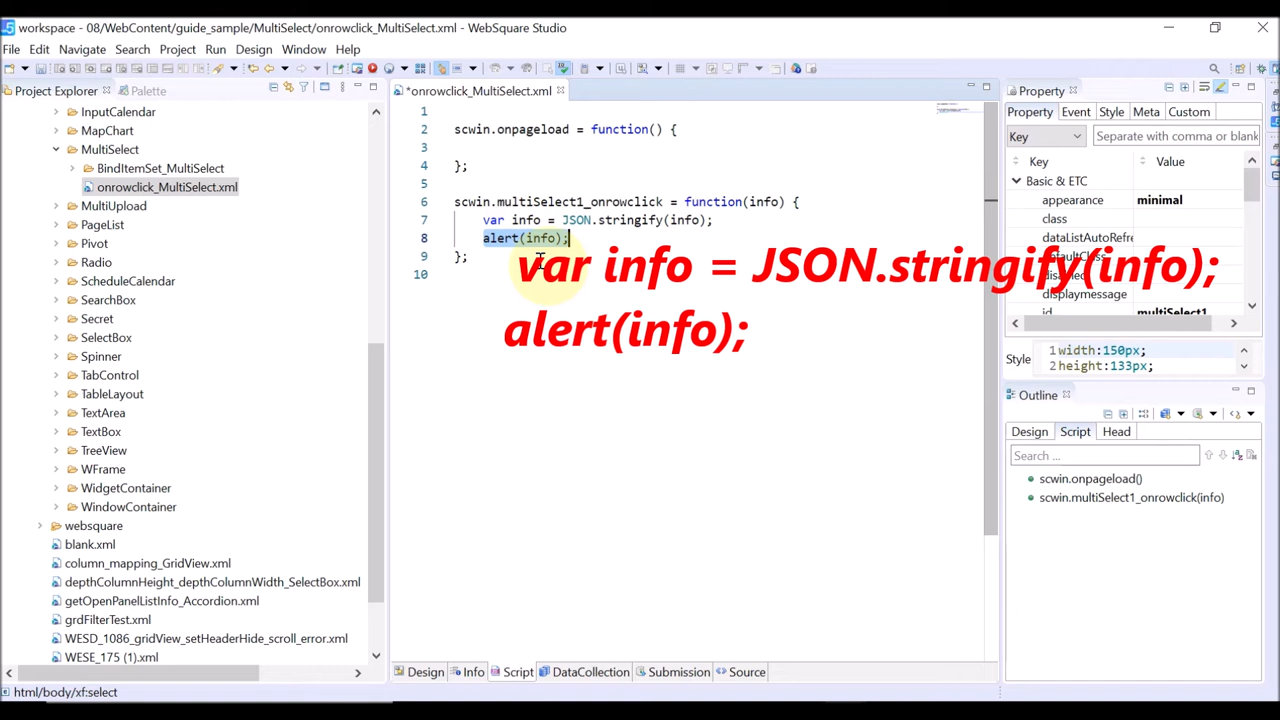 workspace - 08/WebContent/guide_sample/MultiSelect/onrowclick_MultiSelect.xml - WebSquare Studio
File Edit Navigate Search Project Run Design Window Help
Project Explorer
Palette
InputCalendar
MapChart
MultiSelect
BindItemSet_MultiSelect
onrowclick_MultiSelect.xml
MultiUpload
PageList
Pivot
Radio
ScheduleCalendar
SearchBox
Secret
SelectBox
Spinner
TabControl
TableLayout
TextArea
TextBox
TreeView
WFrame
WidgetContainer
WindowContainer
websquare
blank.xml
column_mapping_GridView.xml
depthColumnHeight_depthColumnWidth_SelectBox.xml
getOpenPanelListInfo_Accordion.xml
grdFilterTest.xml
WESD_1086_gridView_setHeaderHide_scroll_error.xml
WESE_175 (1).xml
*onrowclick_MultiSelect.xml
1
2 scwin.onpageload = function() {
3
4 };
5
6 scwin.multiSelect1_onrowclick = function(info) {
7 var info = JSON.stringify(info);
8 alert(info);
9 };
10
var info = JSON.stringify(info);
alert(info);
Design Info Script DataCollection Submission Source
Property
Property Event Style Meta Custom
Key Separate with comma or blank
Key Value
Basic & ETC
appearance minimal
class
dataListAutoRefre
defaultClass
disabled
displaymessage
id multiSelect1
Style
1 width:150px;
2 height:133px;
Outline
Design Script Head
Search ...
scwin.onpageload()
scwin.multiSelect1_onrowclick(info)
html/body/xf:select